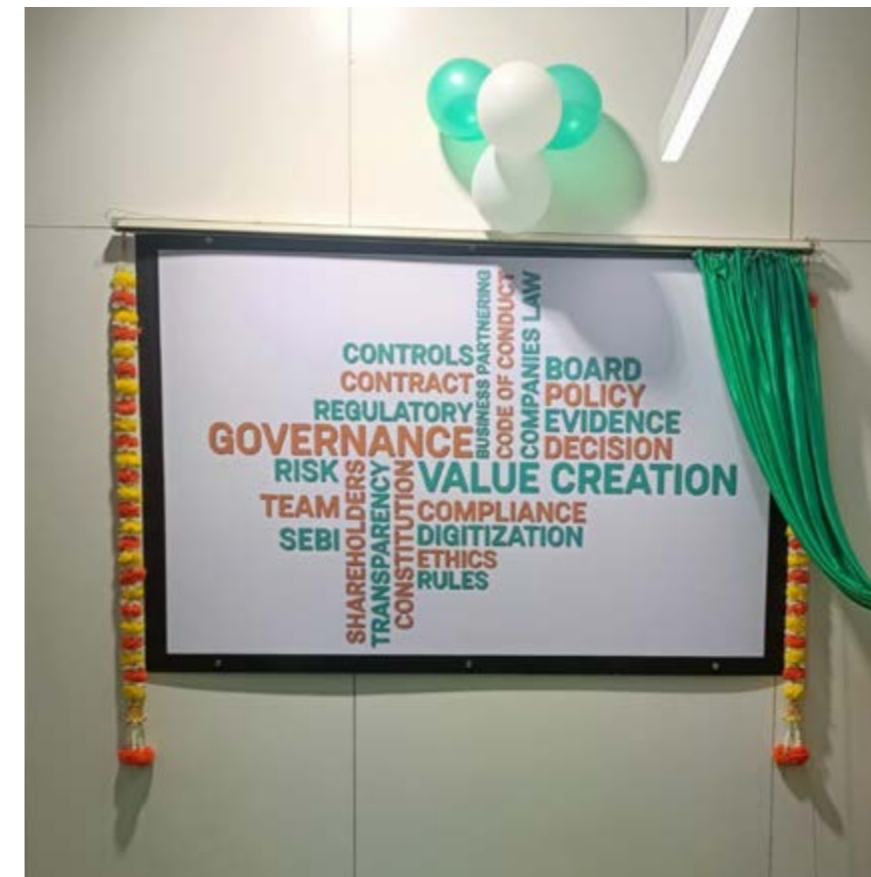 BUSINESS PARTNERING
CODE OF CONDUCT
COMPANIES LAW
CONTROLS
CONTRACT
REGULATORY
GOVERNANCE
BOARD
POLICY
EVIDENCE
DECISION
RISK
TEAM
SEBI
SHAREHOLDERS
TRANSPARENCY
CONSTITUTION
VALUE CREATION
COMPLIANCE
DIGITIZATION
ETHICS
RULES